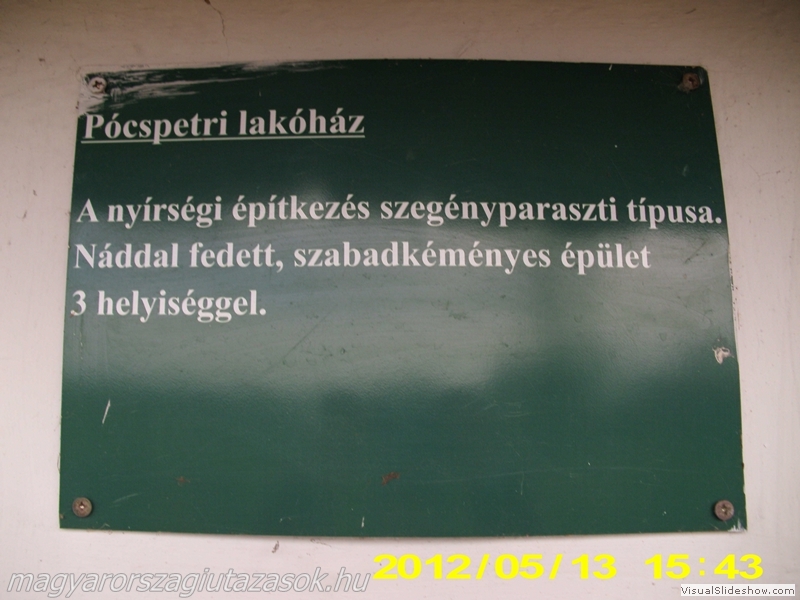 Pócspetri lakóház
A nyírségi építkezés szegényparaszti típusa.
Náddal fedett, szabadkéményes épület
3 helyiséggel.
2012/05/13 15:43
magyarorszagiutazasok.hu
VisualSlideshow.com